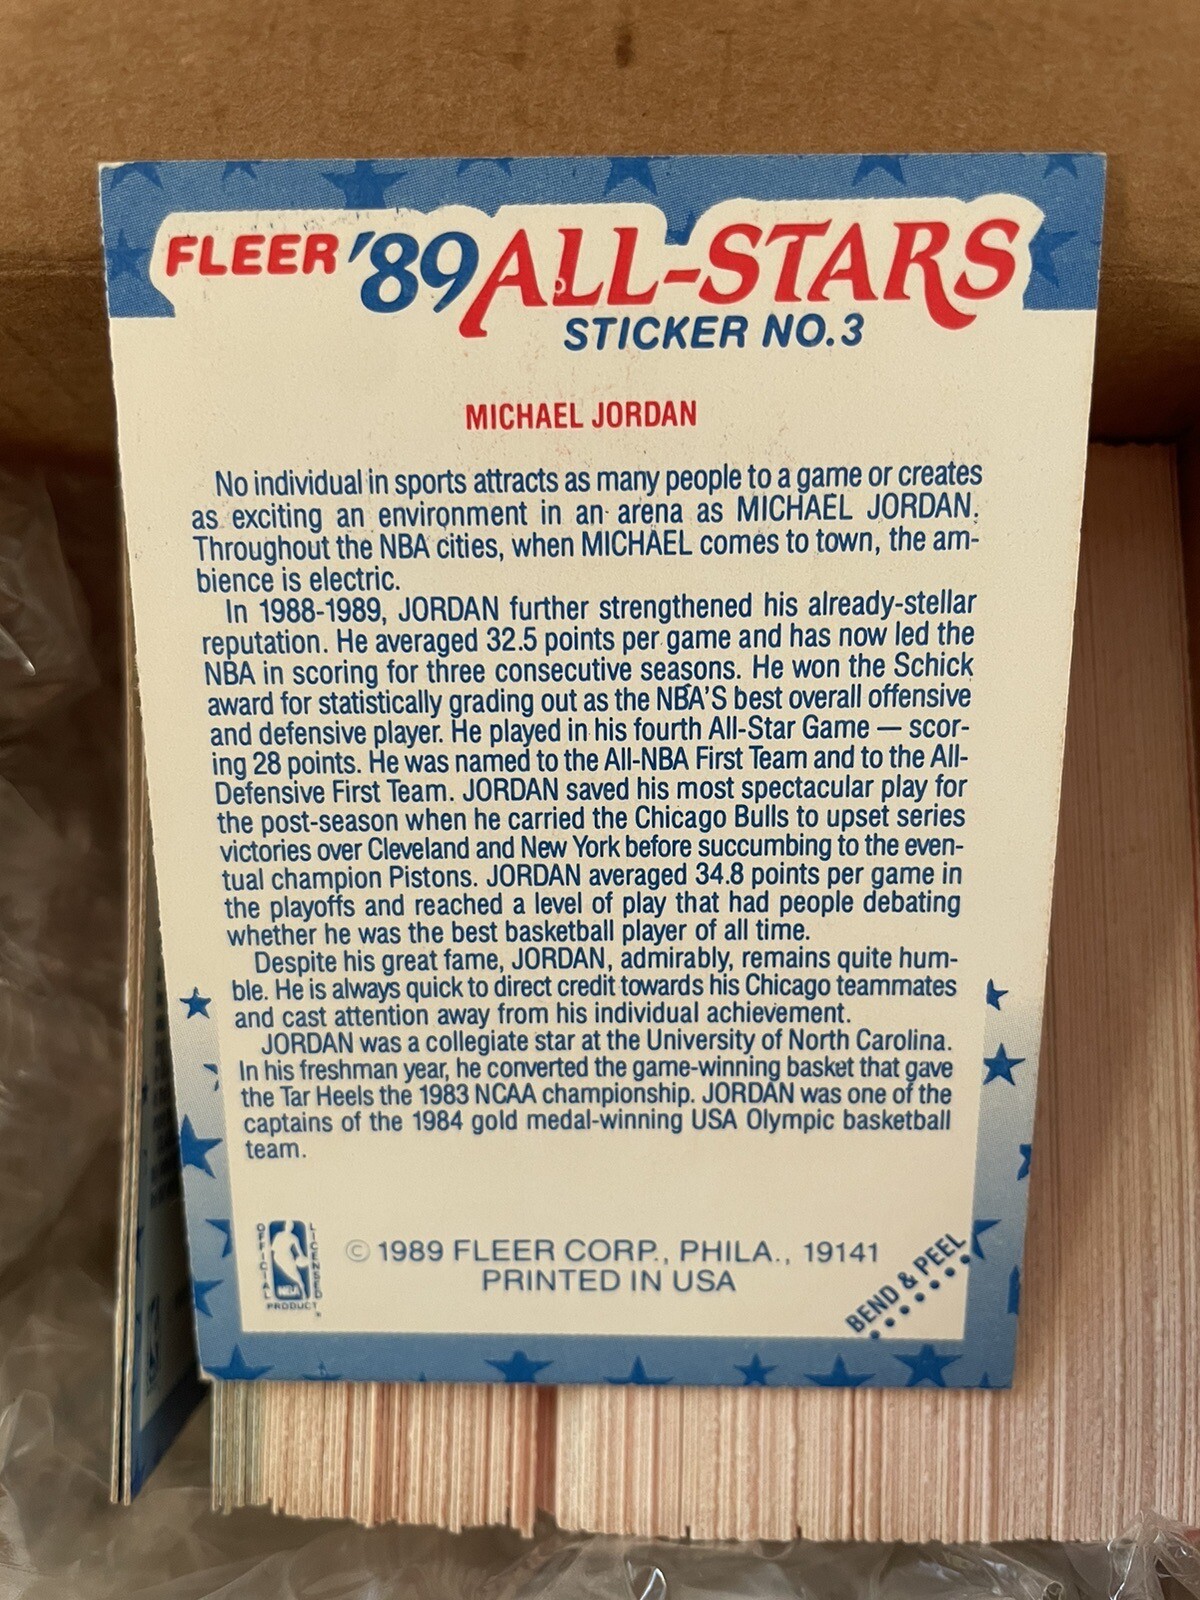 FLEER '89 ALL-STARS
STICKER NO.3
MICHAEL JORDAN
No individual in sports attracts as many people to a game or creates
as exciting an environment in an arena as MICHAEL JORDAN.
Throughout the NBA cities, when MICHAEL comes to town, the am-
bience is electric.
In 1988-1989, JORDAN further strengthened his already-stellar
reputation. He averaged 32.5 points per game and has now led the
NBA in scoring for three consecutive seasons. He won the Schick
award for statistically grading out as the NBA'S best overall offensive
and defensive player. He played in his fourth All-Star Game — scor-
ing 28 points. He was named to the All-NBA First Team and to the All-
Defensive First Team. JORDAN saved his most spectacular play for
the post-season when he carried the Chicago Bulls to upset series
victories over Cleveland and New York before succumbing to the even-
tual champion Pistons. JORDAN averaged 34.8 points per game in
the playoffs and reached a level of play that had people debating
whether he was the best basketball player of all time.
Despite his great fame, JORDAN, admirably, remains quite hum-
ble. He is always quick to direct credit towards his Chicago teammates
and cast attention away from his individual achievement.
JORDAN was a collegiate star at the University of North Carolina.
In his freshman year, he converted the game-winning basket that gave
the Tar Heels the 1983 NCAA championship. JORDAN was one of the
captains of the 1984 gold medal-winning USA Olympic basketball
team.
OFFICIAL NBA LICENSED
PRODUCT
© 1989 FLEER CORP., PHILA., 19141
PRINTED IN USA
BEND & PEEL